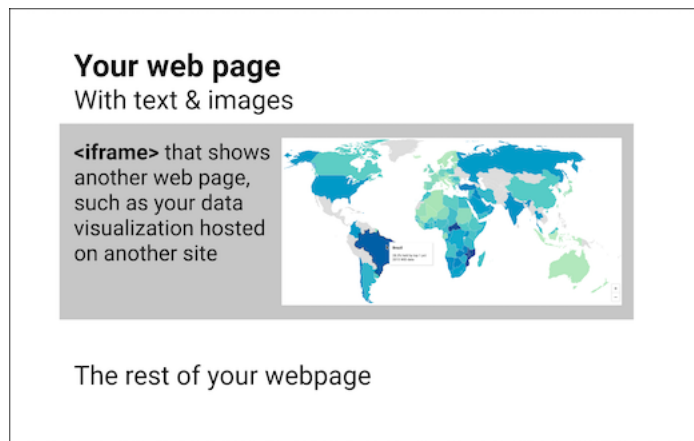 Your web page
With text & images
<iframe> that shows
another web page,
such as your data
visualization hosted
on another site
Brazil
The rest of your webpage